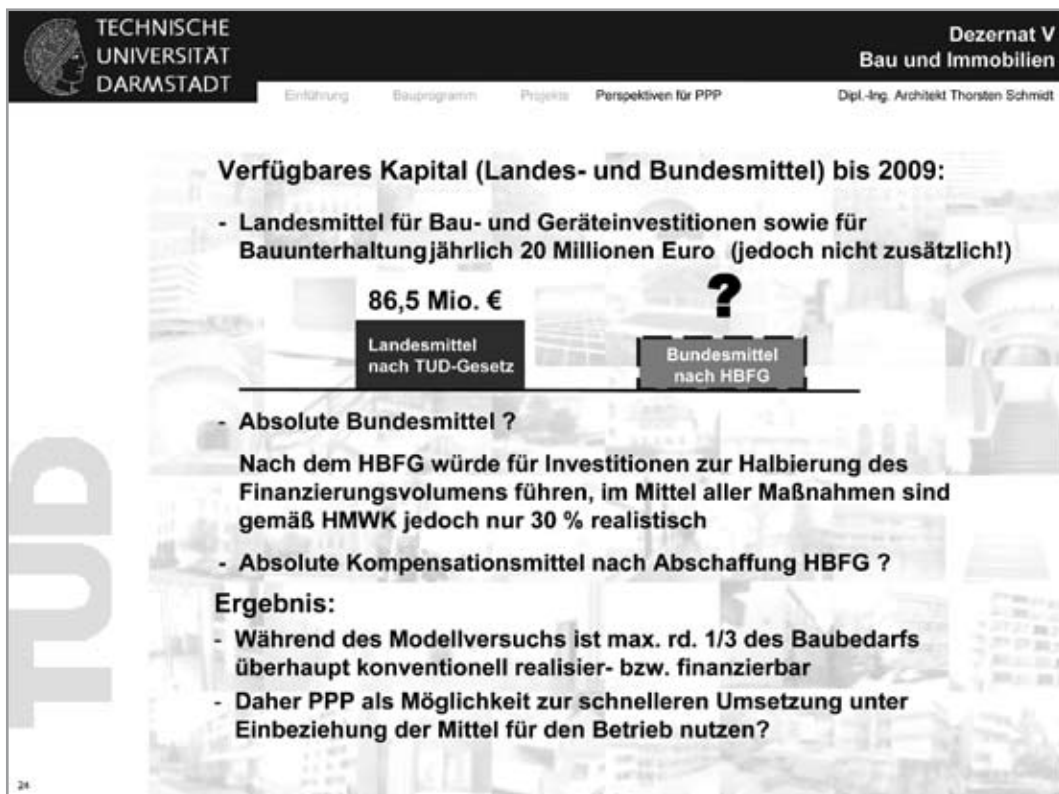 TECHNISCHE
UNIVERSITÄT
DARMSTADT
Dezernat V
Bau und Immobilien
Einführung Bauprogramm Projekte Perspektiven für PPP Dipl.-Ing. Architekt Thorsten Schmidt
Verfügbares Kapital (Landes- und Bundesmittel) bis 2009:
- Landesmittel für Bau- und Geräteinvestitionen sowie für
Bauunterhaltung jährlich 20 Millionen Euro (jedoch nicht zusätzlich!)
86,5 Mio. €
?
Landesmittel
nach TUD-Gesetz
Bundesmittel
nach HBFG
- Absolute Bundesmittel ?
Nach dem HBFG würde für Investitionen zur Halbierung des
Finanzierungsvolumens führen, im Mittel aller Maßnahmen sind
gemäß HMWK jedoch nur 30 % realistisch
- Absolute Kompensationsmittel nach Abschaffung HBFG ?
Ergebnis:
- Während des Modellversuchs ist max. rd. 1/3 des Baubedarfs
überhaupt konventionell realisier- bzw. finanzierbar
- Daher PPP als Möglichkeit zur schnelleren Umsetzung unter
Einbeziehung der Mittel für den Betrieb nutzen?
TUD
24